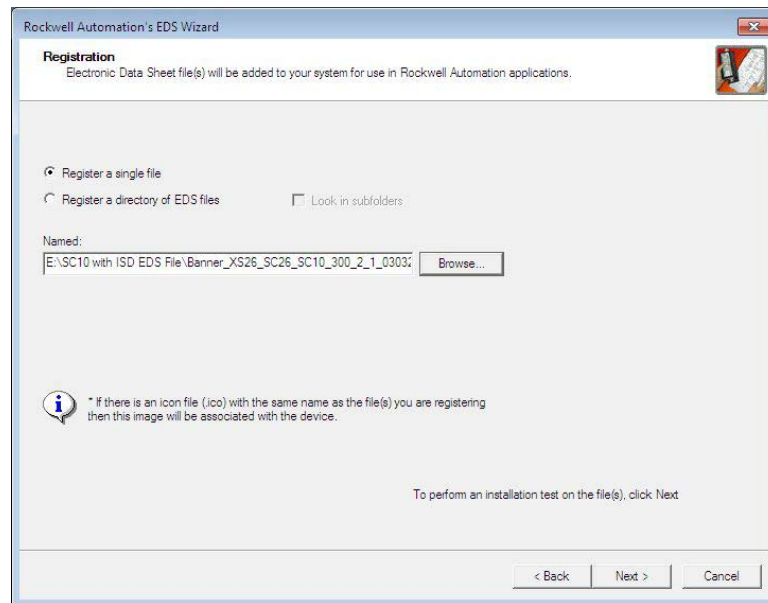 Rockwell Automation's EDS Wizard
Registration
Electronic Data Sheet file(s) will be added to your system for use in Rockwell Automation applications.
Register a single file
Register a directory of EDS files
Look in subfolders
Named:
E:\SC10 with ISD EDS File\Banner_XS26_SC26_SC10_300_2_1_03032
Browse...
* If there is an icon file (.ico) with the same name as the file(s) you are registering
then this image will be associated with the device.
To perform an installation test on the file(s), click Next
< Back
Next >
Cancel